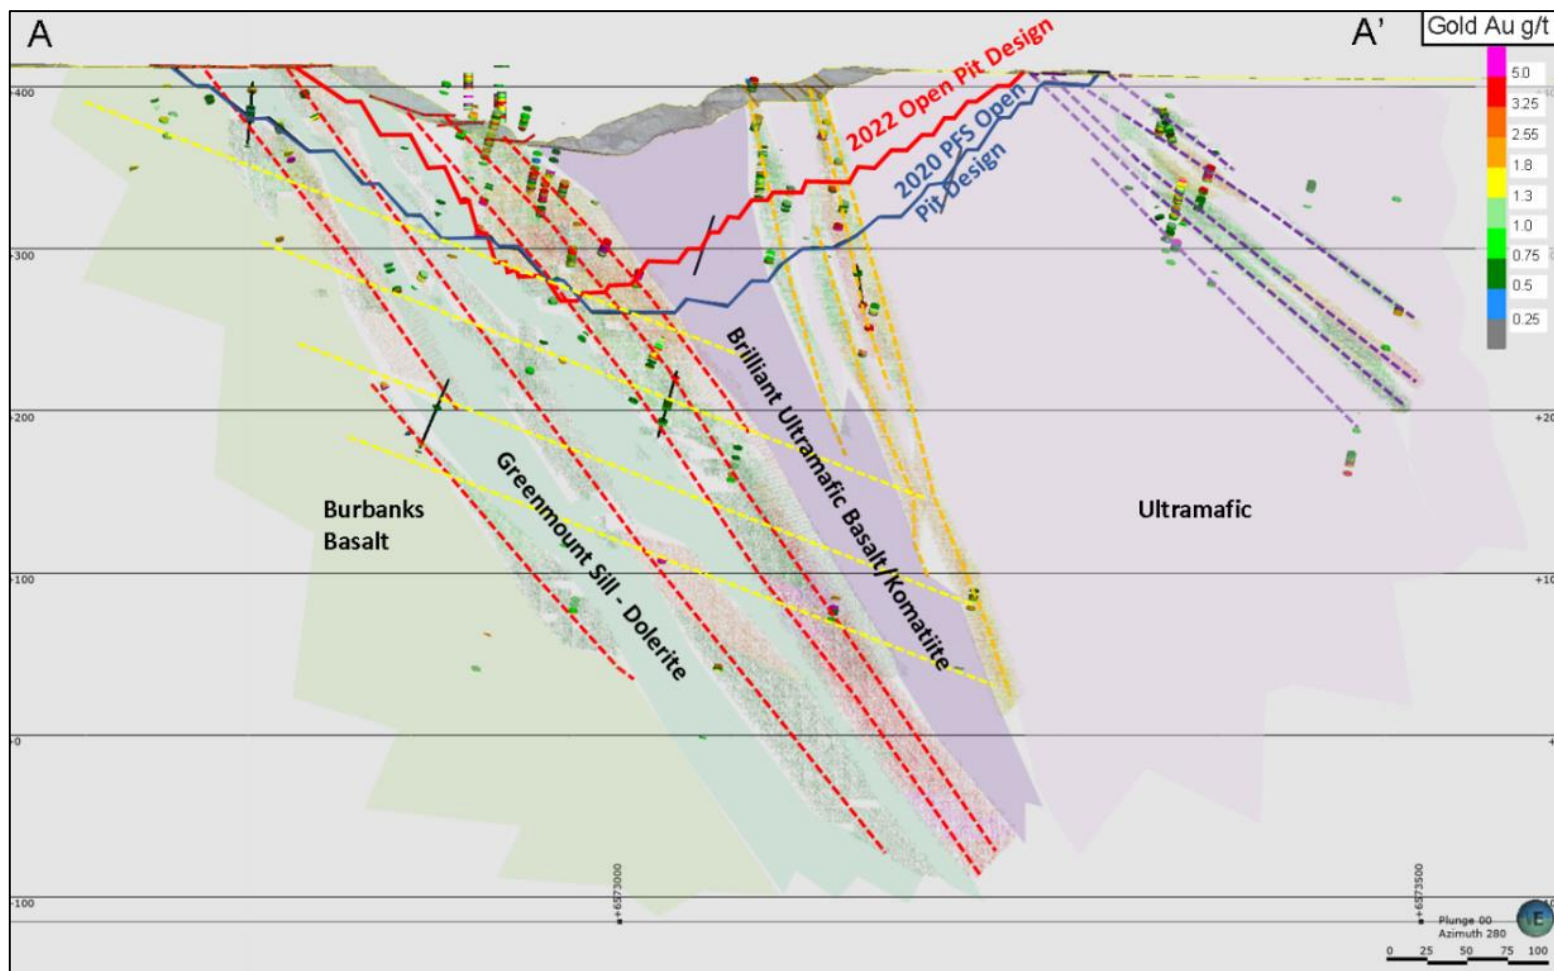 A
A'
Gold Au g/t
5.0
3.25
2.55
1.8
1.3
1.0
0.75
0.5
0.25
+400
2022 Open Pit Design
2020 PFS Open
Pit Design
+300
+200
Brilliant Ultramafic Basalt/Komatiite
Greenmount Sill - Dolerite
Burbanks
Basalt
Ultramafic
+100
+0
-100
+6573000
+6573500
Plunge 00
Azimuth 280
E
0 25 50 75 100